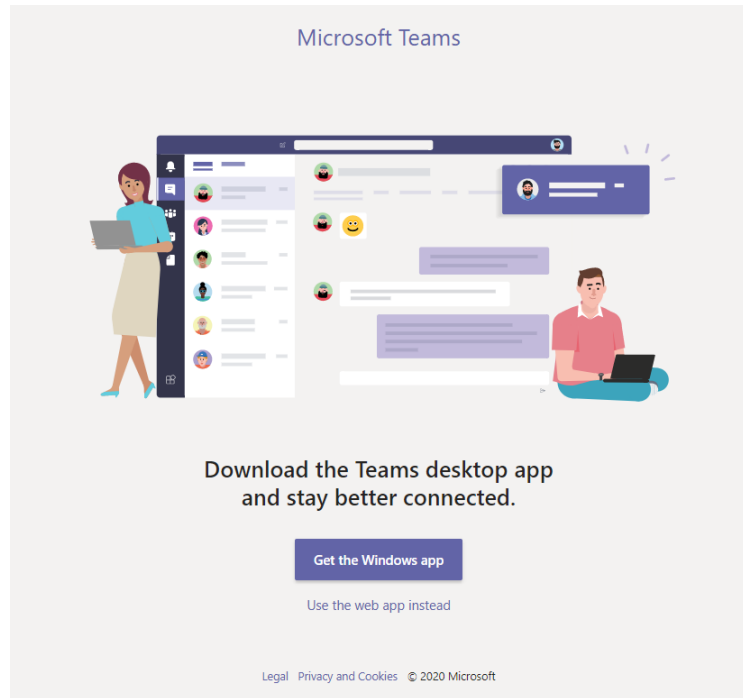 Microsoft Teams
Download the Teams desktop app
and stay better connected.
Get the Windows app
Use the web app instead
Legal Privacy and Cookies © 2020 Microsoft